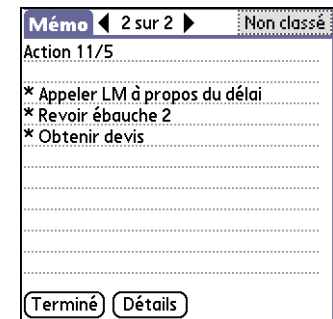 Mémo 2 sur 2 Non classé
Action 11/5
* Appeler LM à propos du délai
* Revoir ébauche 2
* Obtenir devis
Terminé Détails